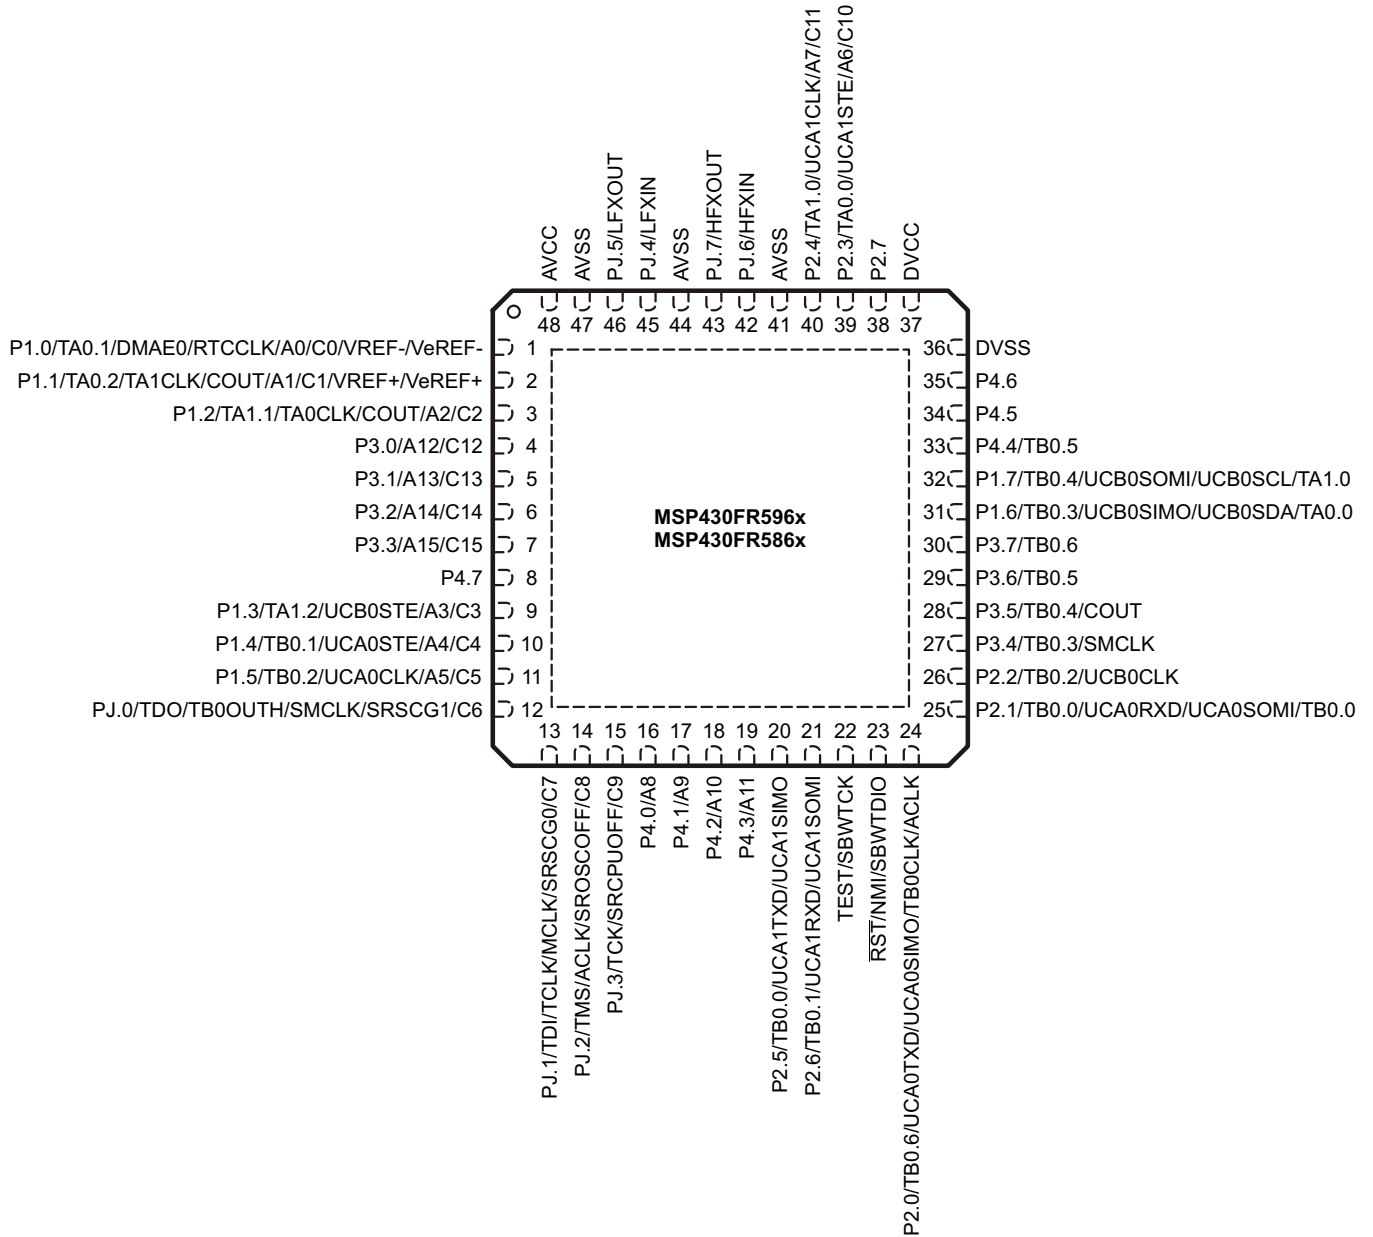 AVCC
AVSS
PJ.5/LFXOUT
PJ.4/LFXIN
AVSS
PJ.7/HFXOUT
PJ.6/HFXIN
AVSS
P2.4/TA1.0/UCA1CLK/A7/C11
P2.3/TA0.0/UCA1STE/A6/C10
P2.7
DVCC
48 47 46 45 44 43 42 41 40 39 38 37
P1.0/TA0.1/DMAE0/RTCCLK/A0/C0/VREF-/VeREF- 1
P1.1/TA0.2/TA1CLK/COUT/A1/C1/VREF+/VeREF+ 2
P1.2/TA1.1/TA0CLK/COUT/A2/C2 3
P3.0/A12/C12 4
P3.1/A13/C13 5
P3.2/A14/C14 6
P3.3/A15/C15 7
P4.7 8
P1.3/TA1.2/UCB0STE/A3/C3 9
P1.4/TB0.1/UCA0STE/A4/C4 10
P1.5/TB0.2/UCA0CLK/A5/C5 11
PJ.0/TDO/TB0OUTH/SMCLK/SRSCG1/C6 12
MSP430FR596x
MSP430FR586x
36 DVSS
35 P4.6
34 P4.5
33 P4.4/TB0.5
32 P1.7/TB0.4/UCB0SOMI/UCB0SCL/TA1.0
31 P1.6/TB0.3/UCB0SIMO/UCB0SDA/TA0.0
30 P3.7/TB0.6
29 P3.6/TB0.5
28 P3.5/TB0.4/COUT
27 P3.4/TB0.3/SMCLK
26 P2.2/TB0.2/UCB0CLK
25 P2.1/TB0.0/UCA0RXD/UCA0SOMI/TB0.0
13 14 15 16 17 18 19 20 21 22 23 24
PJ.1/TDI/TCLK/MCLK/SRSCG0/C7
PJ.2/TMS/ACLK/SROSCOFF/C8
PJ.3/TCK/SRCPUOFF/C9
P4.0/A8
P4.1/A9
P4.2/A10
P4.3/A11
P2.5/TB0.0/UCA1TXD/UCA1SIMO
P2.6/TB0.1/UCA1RXD/UCA1SOMI
TEST/SBWTCK
RST/NMI/SBWTDIO
P2.0/TB0.6/UCA0TXD/UCA0SIMO/TB0CLK/ACLK